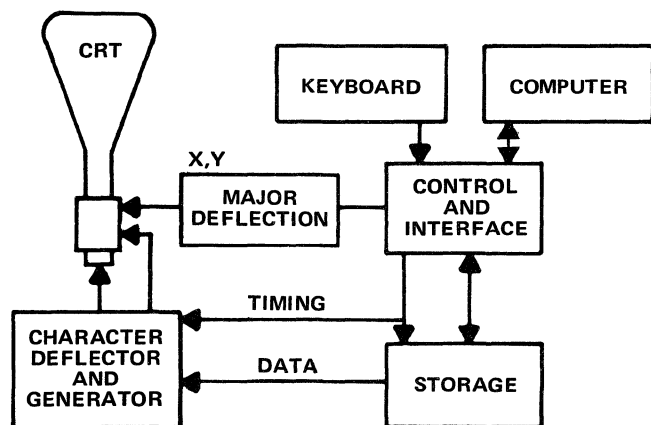 CRT
KEYBOARD
COMPUTER
X,Y
MAJOR
DEFLECTION
CONTROL
AND
INTERFACE
TIMING
CHARACTER
DEFLECTOR
AND
GENERATOR
DATA
STORAGE